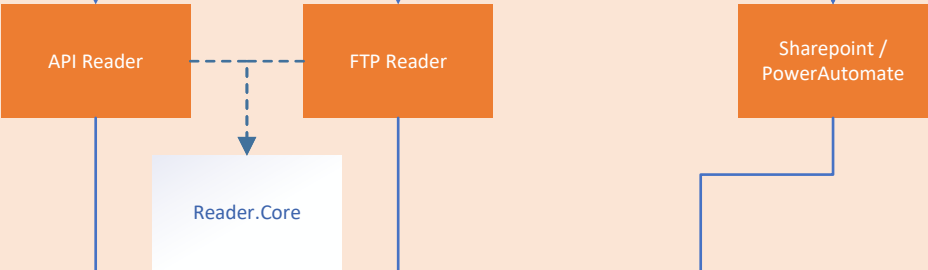 API Reader
FTP Reader
Sharepoint /
PowerAutomate
Reader.Core